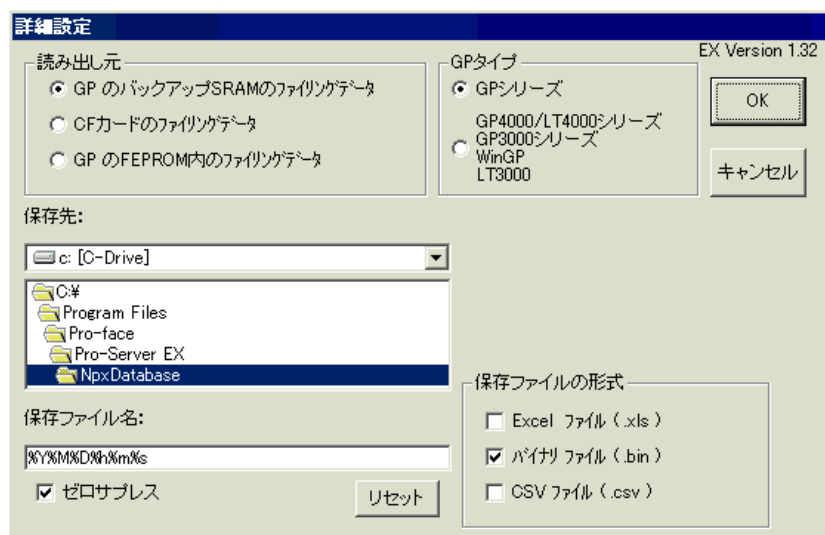 詳細設定
EX Version 1.32
読み出し元
GP のバックアップSRAMのファイリングデータ
CFカードのファイリングデータ
GP のFEPROM内のファイリングデータ
GPタイプ
GPシリーズ
GP4000/LT4000シリーズ
GP3000シリーズ
WinGP
LT3000
OK
キャンセル
保存先:
c: [C-Drive]
C:¥
Program Files
Pro-face
Pro-Server EX
NpxDatabase
保存ファイル名:
%Y%M%D%h%m%s
ゼロサプレス
リセット
保存ファイルの形式
Excel ファイル ( .xls )
バイナリ ファイル ( .bin )
CSV ファイル ( .csv )